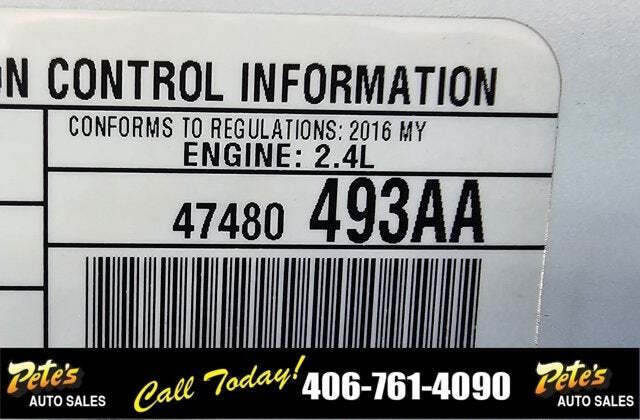 N CONTROL INFORMATION
CONFORMS TO REGULATIONS: 2016 MY
ENGINE: 2.4L
47480 493AA
Pete's AUTO SALES
Call Today! 406-761-4090
Pete's AUTO SALES